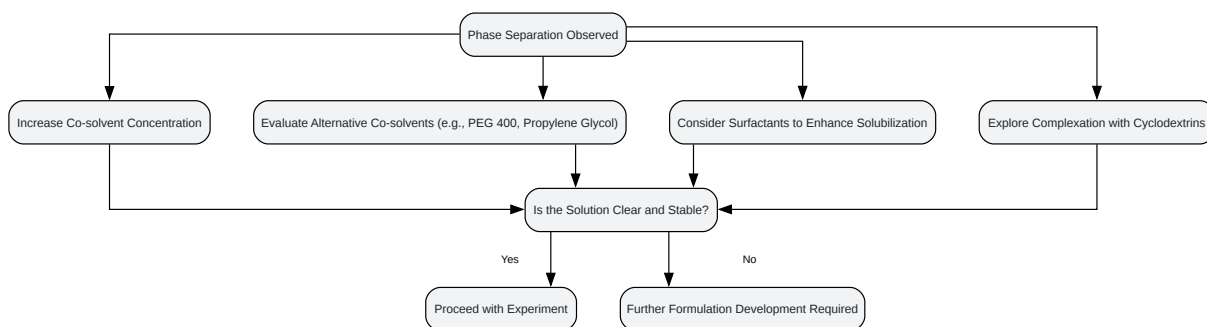 Phase Separation Observed
Increase Co-solvent Concentration
Evaluate Alternative Co-solvents (e.g., PEG 400, Propylene Glycol)
Consider Surfactants to Enhance Solubilization
Explore Complexation with Cyclodextrins
Is the Solution Clear and Stable?
Yes
No
Proceed with Experiment
Further Formulation Development Required